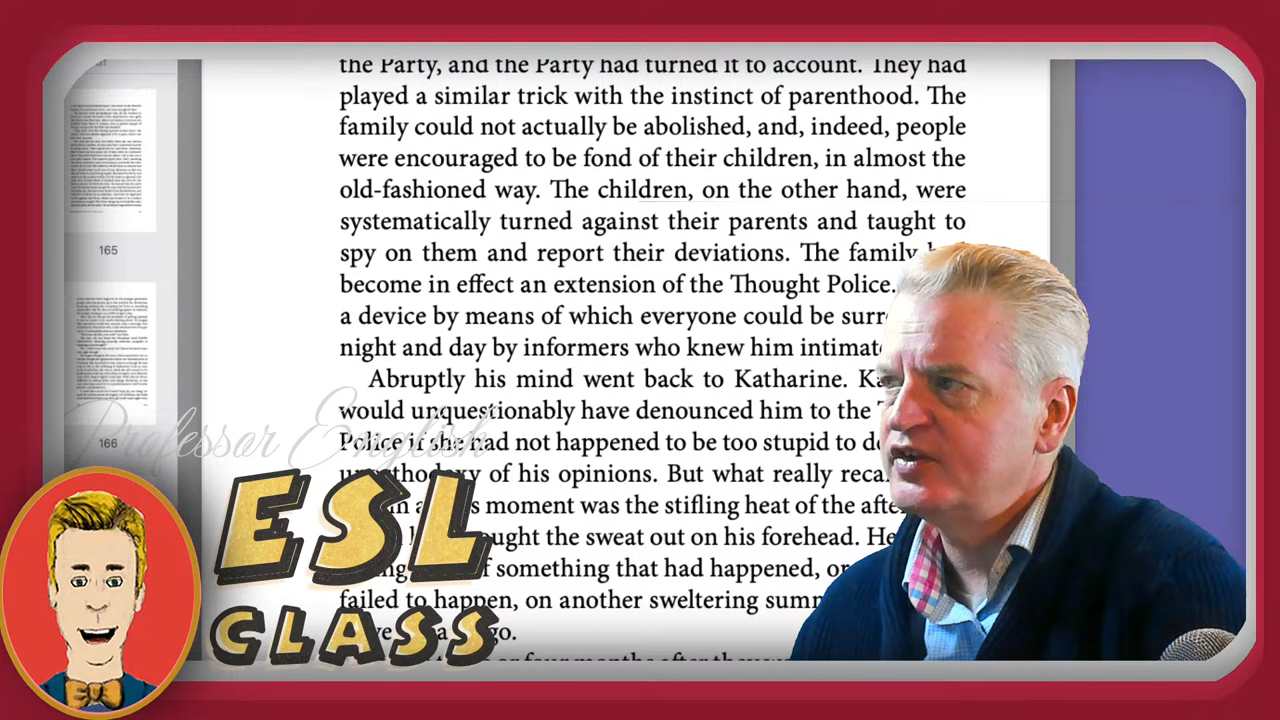 the Party, and the Party had turned it to account. They had
played a similar trick with the instinct of parenthood. The
family could not actually be abolished, and, indeed, people
were encouraged to be fond of their children, in almost the
old-fashioned way. The children, on the other hand, were
systematically turned against their parents and taught to
spy on them and report their deviations. The family had
become in effect an extension of the Thought Police.
a device by means of which everyone could be
night and day by informers who knew him
Abruptly his mind went back to Katharine.
would unquestionably have denounced him to the
Police if she had not happened to be too stupid to
of his opinions. But what really
moment was the stifling heat of the
the sweat out on his forehead. He
of something that had happened, or
failed to happen, on another sweltering
165
166
Professor English
ESL
CLASS